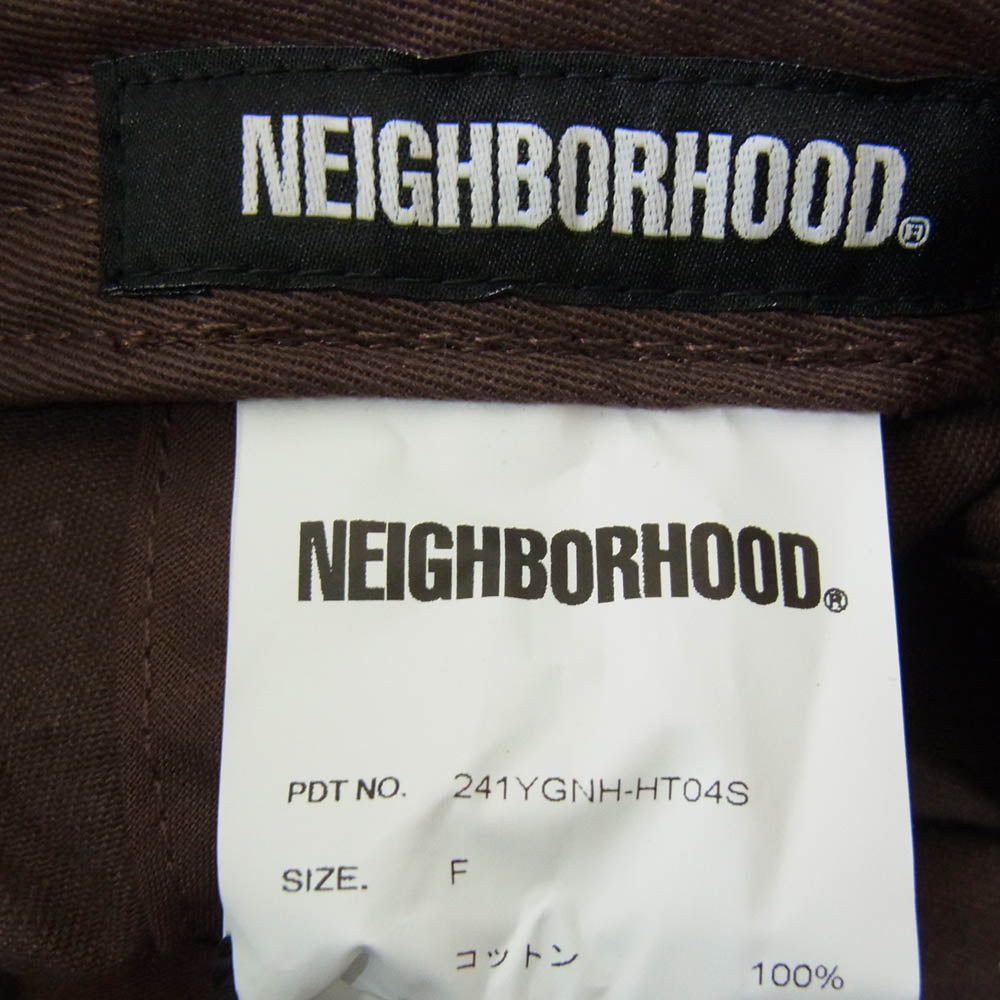 NEIGHBORHOOD®
NEIGHBORHOOD®
PDT NO. 241YGNH-HT04S
SIZE. F
コットン 100%